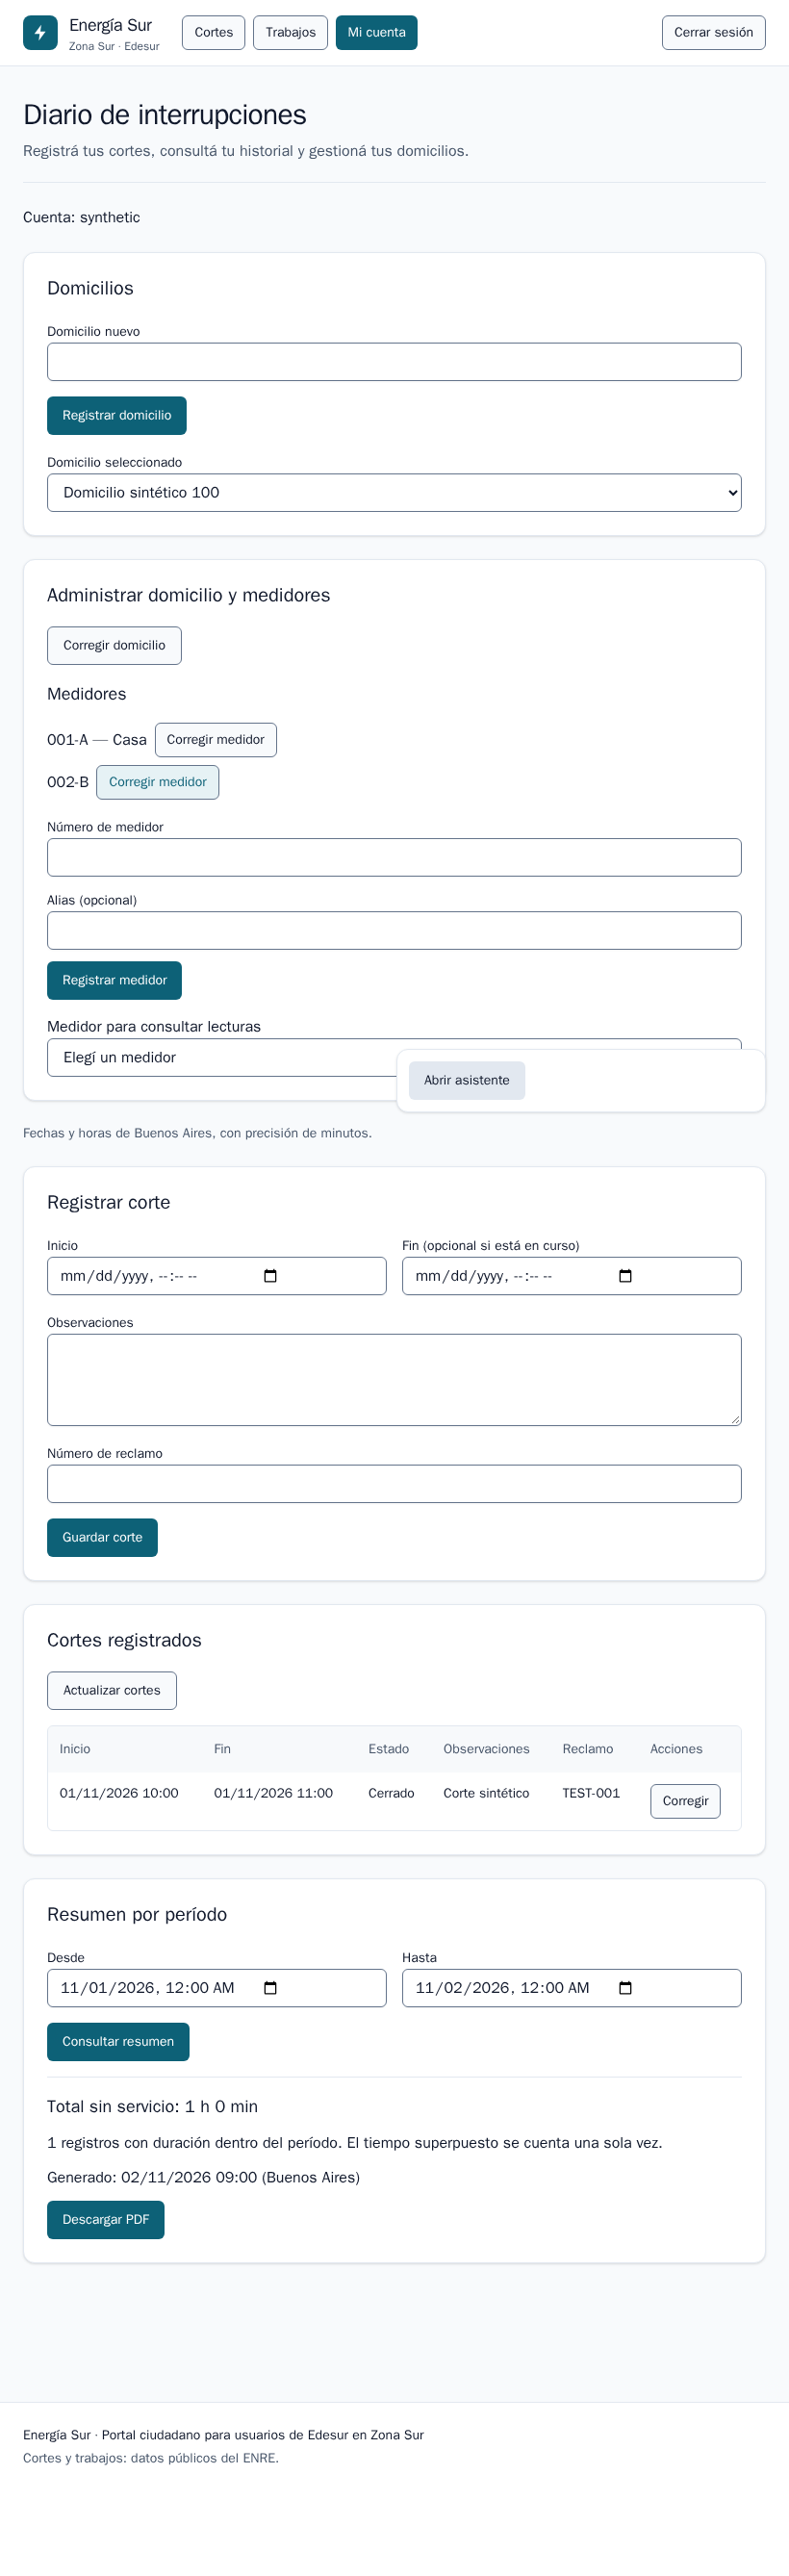 Energía Sur
Zona Sur · Edesur
Cortes
Trabajos
Mi cuenta
Cerrar sesión
Diario de interrupciones
Registrá tus cortes, consultá tu historial y gestioná tus domicilios.
Cuenta: synthetic
Domicilios
Domicilio nuevo
Registrar domicilio
Domicilio seleccionado
Domicilio sintético 100
Administrar domicilio y medidores
Corregir domicilio
Medidores
001-A — Casa Corregir medidor
002-B Corregir medidor
Número de medidor
Alias (opcional)
Registrar medidor
Medidor para consultar lecturas
Elegí un medidor
Abrir asistente
Fechas y horas de Buenos Aires, con precisión de minutos.
Registrar corte
Inicio Fin (opcional si está en curso)
mm/dd/yyyy, --:-- -- mm/dd/yyyy, --:-- --
Observaciones
Número de reclamo
Guardar corte
Cortes registrados
Actualizar cortes
Inicio Fin Estado Observaciones Reclamo Acciones
01/11/2026 10:00 01/11/2026 11:00 Cerrado Corte sintético TEST-001 Corregir
Resumen por período
Desde Hasta
11/01/2026, 12:00 AM 11/02/2026, 12:00 AM
Consultar resumen
Total sin servicio: 1 h 0 min
1 registros con duración dentro del período. El tiempo superpuesto se cuenta una sola vez.
Generado: 02/11/2026 09:00 (Buenos Aires)
Descargar PDF
Energía Sur · Portal ciudadano para usuarios de Edesur en Zona Sur
Cortes y trabajos: datos públicos del ENRE.